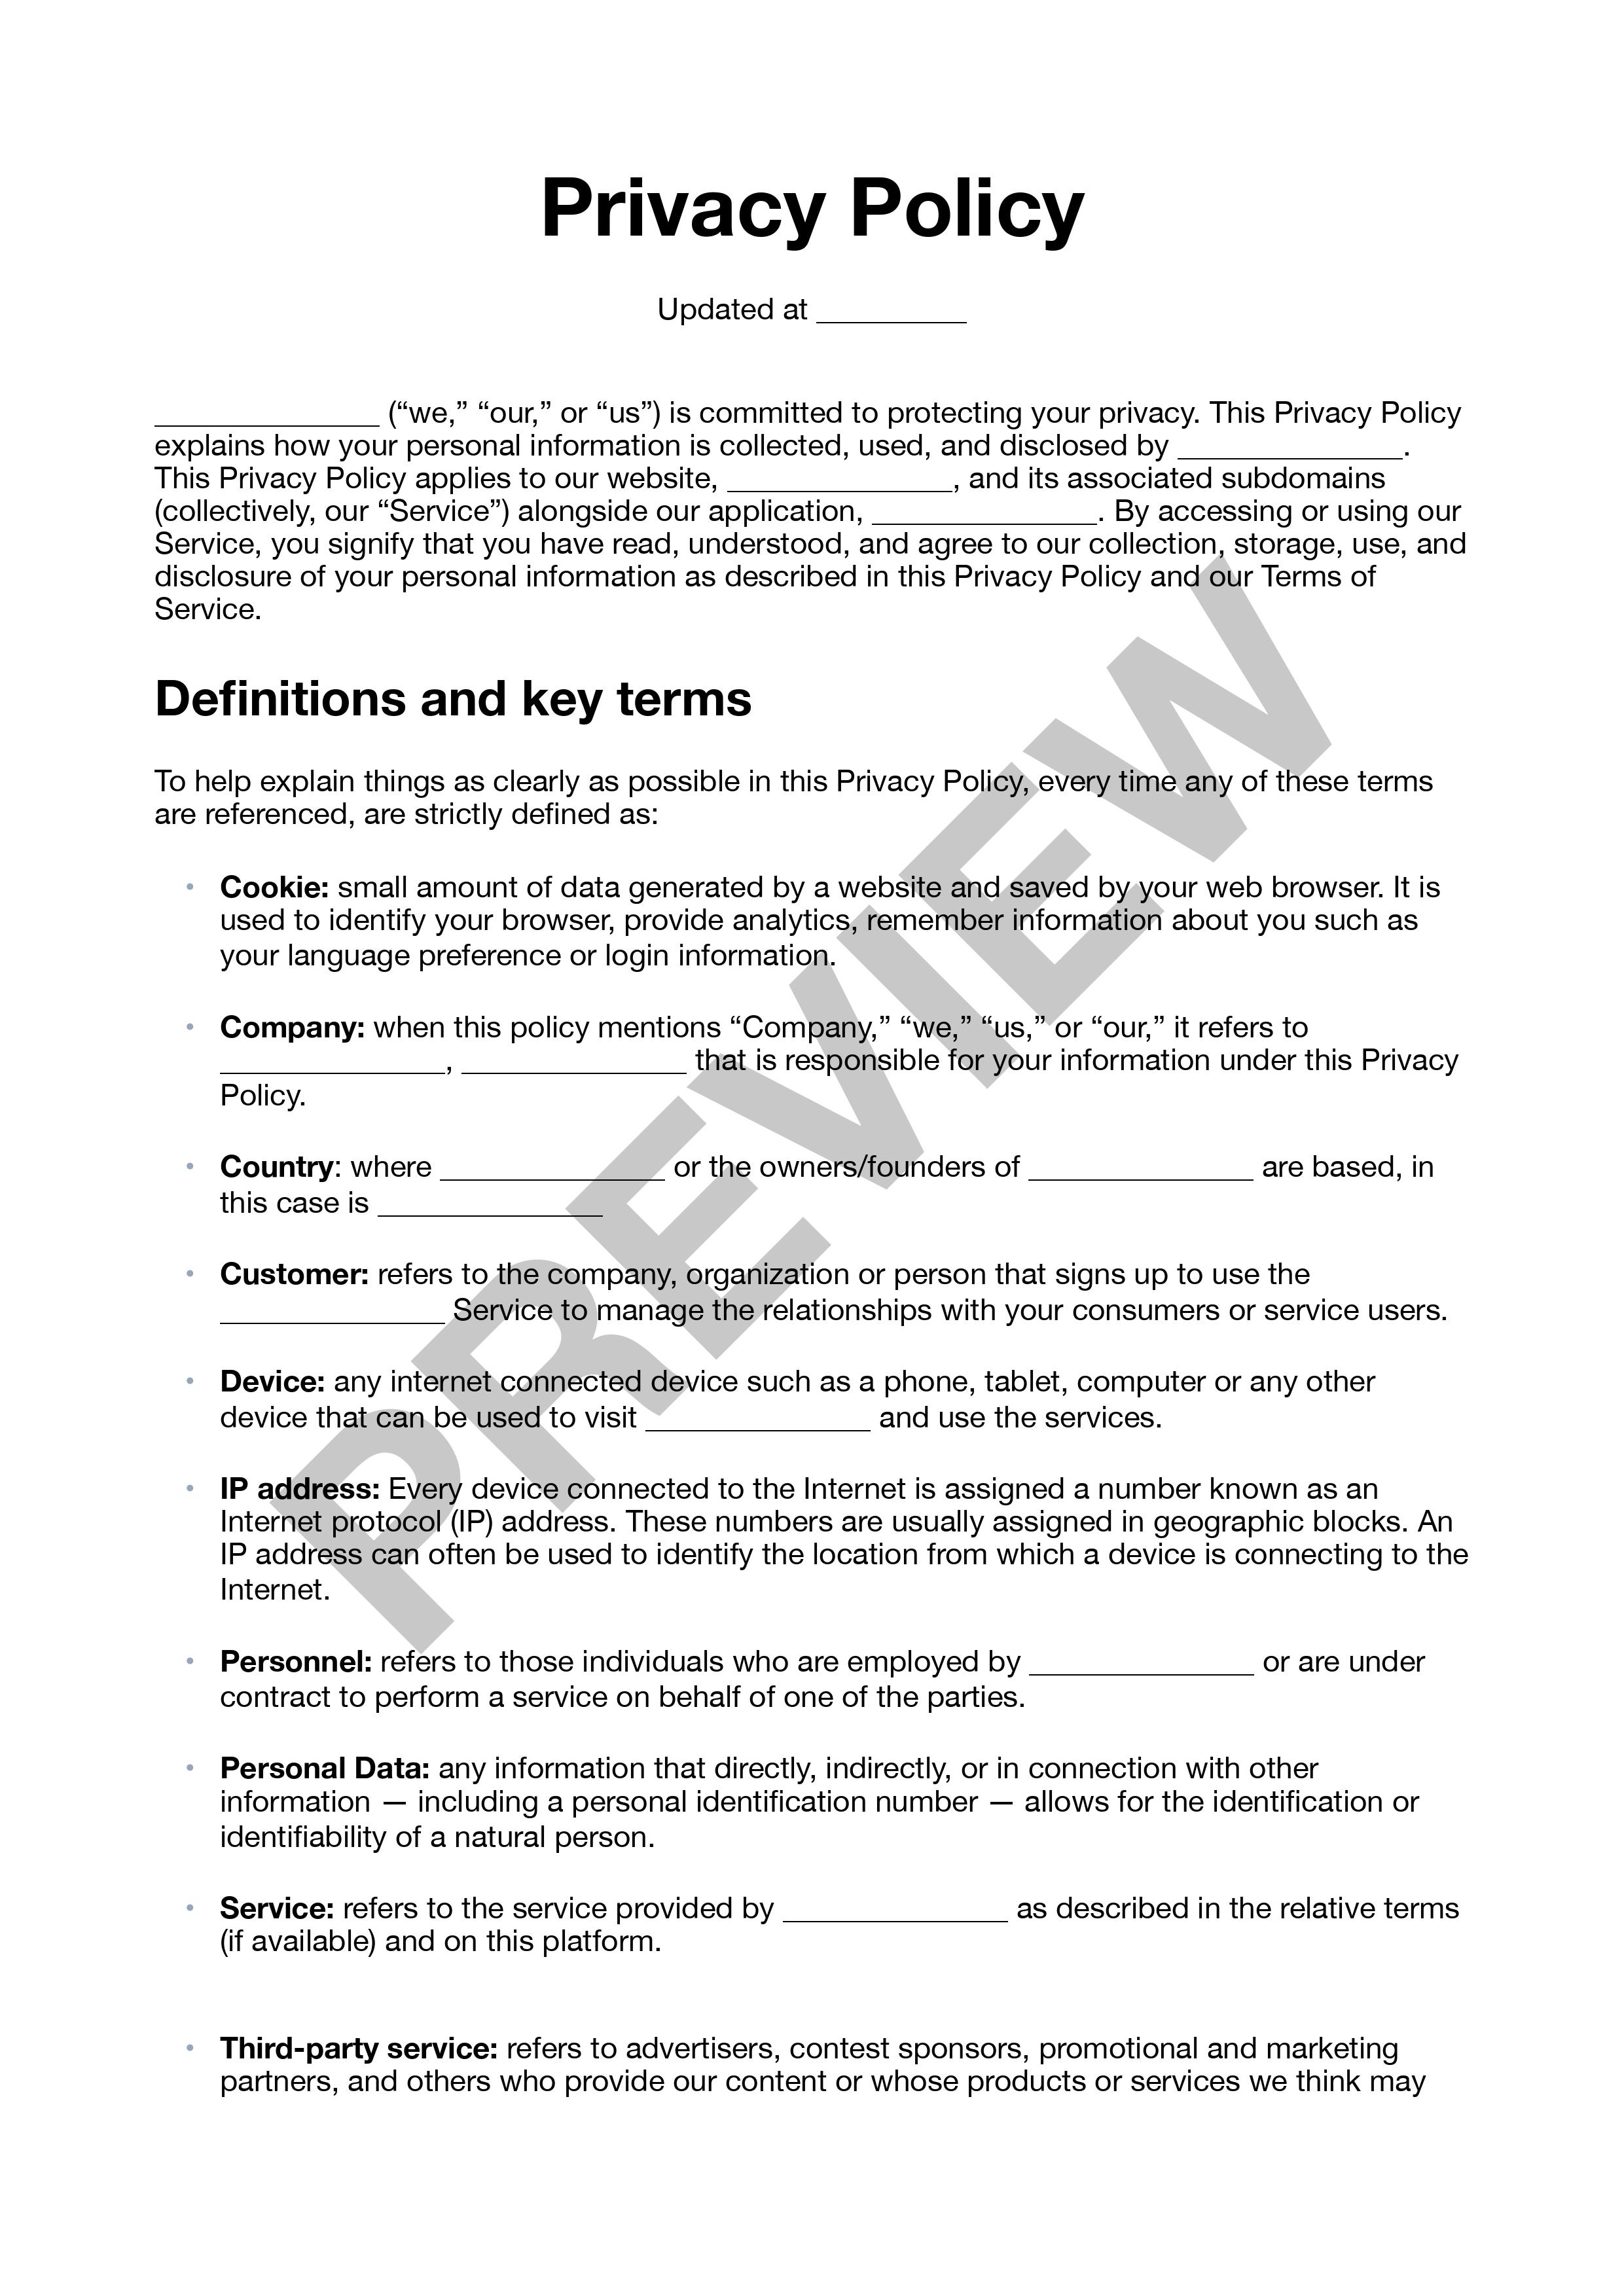 Privacy Policy
Updated at __________
_______________ (“we,” “our,” or “us”) is committed to protecting your privacy. This Privacy Policy
explains how your personal information is collected, used, and disclosed by _______________.
This Privacy Policy applies to our website, _______________, and its associated subdomains
(collectively, our “Service”) alongside our application, _______________. By accessing or using our
Service, you signify that you have read, understood, and agree to our collection, storage, use, and
disclosure of your personal information as described in this Privacy Policy and our Terms of
Service.
Definitions and key terms
To help explain things as clearly as possible in this Privacy Policy, every time any of these terms
are referenced, are strictly defined as:
• Cookie: small amount of data generated by a website and saved by your web browser. It is
used to identify your browser, provide analytics, remember information about you such as
your language preference or login information.
• Company: when this policy mentions “Company,” “we,” “us,” or “our,” it refers to
_______________, _______________ that is responsible for your information under this Privacy
Policy.
• Country: where _______________ or the owners/founders of _______________ are based, in
this case is _______________
• Customer: refers to the company, organization or person that signs up to use the
_______________ Service to manage the relationships with your consumers or service users.
• Device: any internet connected device such as a phone, tablet, computer or any other
device that can be used to visit _______________ and use the services.
• IP address: Every device connected to the Internet is assigned a number known as an
Internet protocol (IP) address. These numbers are usually assigned in geographic blocks. An
IP address can often be used to identify the location from which a device is connecting to the
Internet.
• Personnel: refers to those individuals who are employed by _______________ or are under
contract to perform a service on behalf of one of the parties.
• Personal Data: any information that directly, indirectly, or in connection with other
information — including a personal identification number — allows for the identification or
identifiability of a natural person.
• Service: refers to the service provided by _______________ as described in the relative terms
(if available) and on this platform.
• Third-party service: refers to advertisers, contest sponsors, promotional and marketing
partners, and others who provide our content or whose products or services we think may
PREVIEW